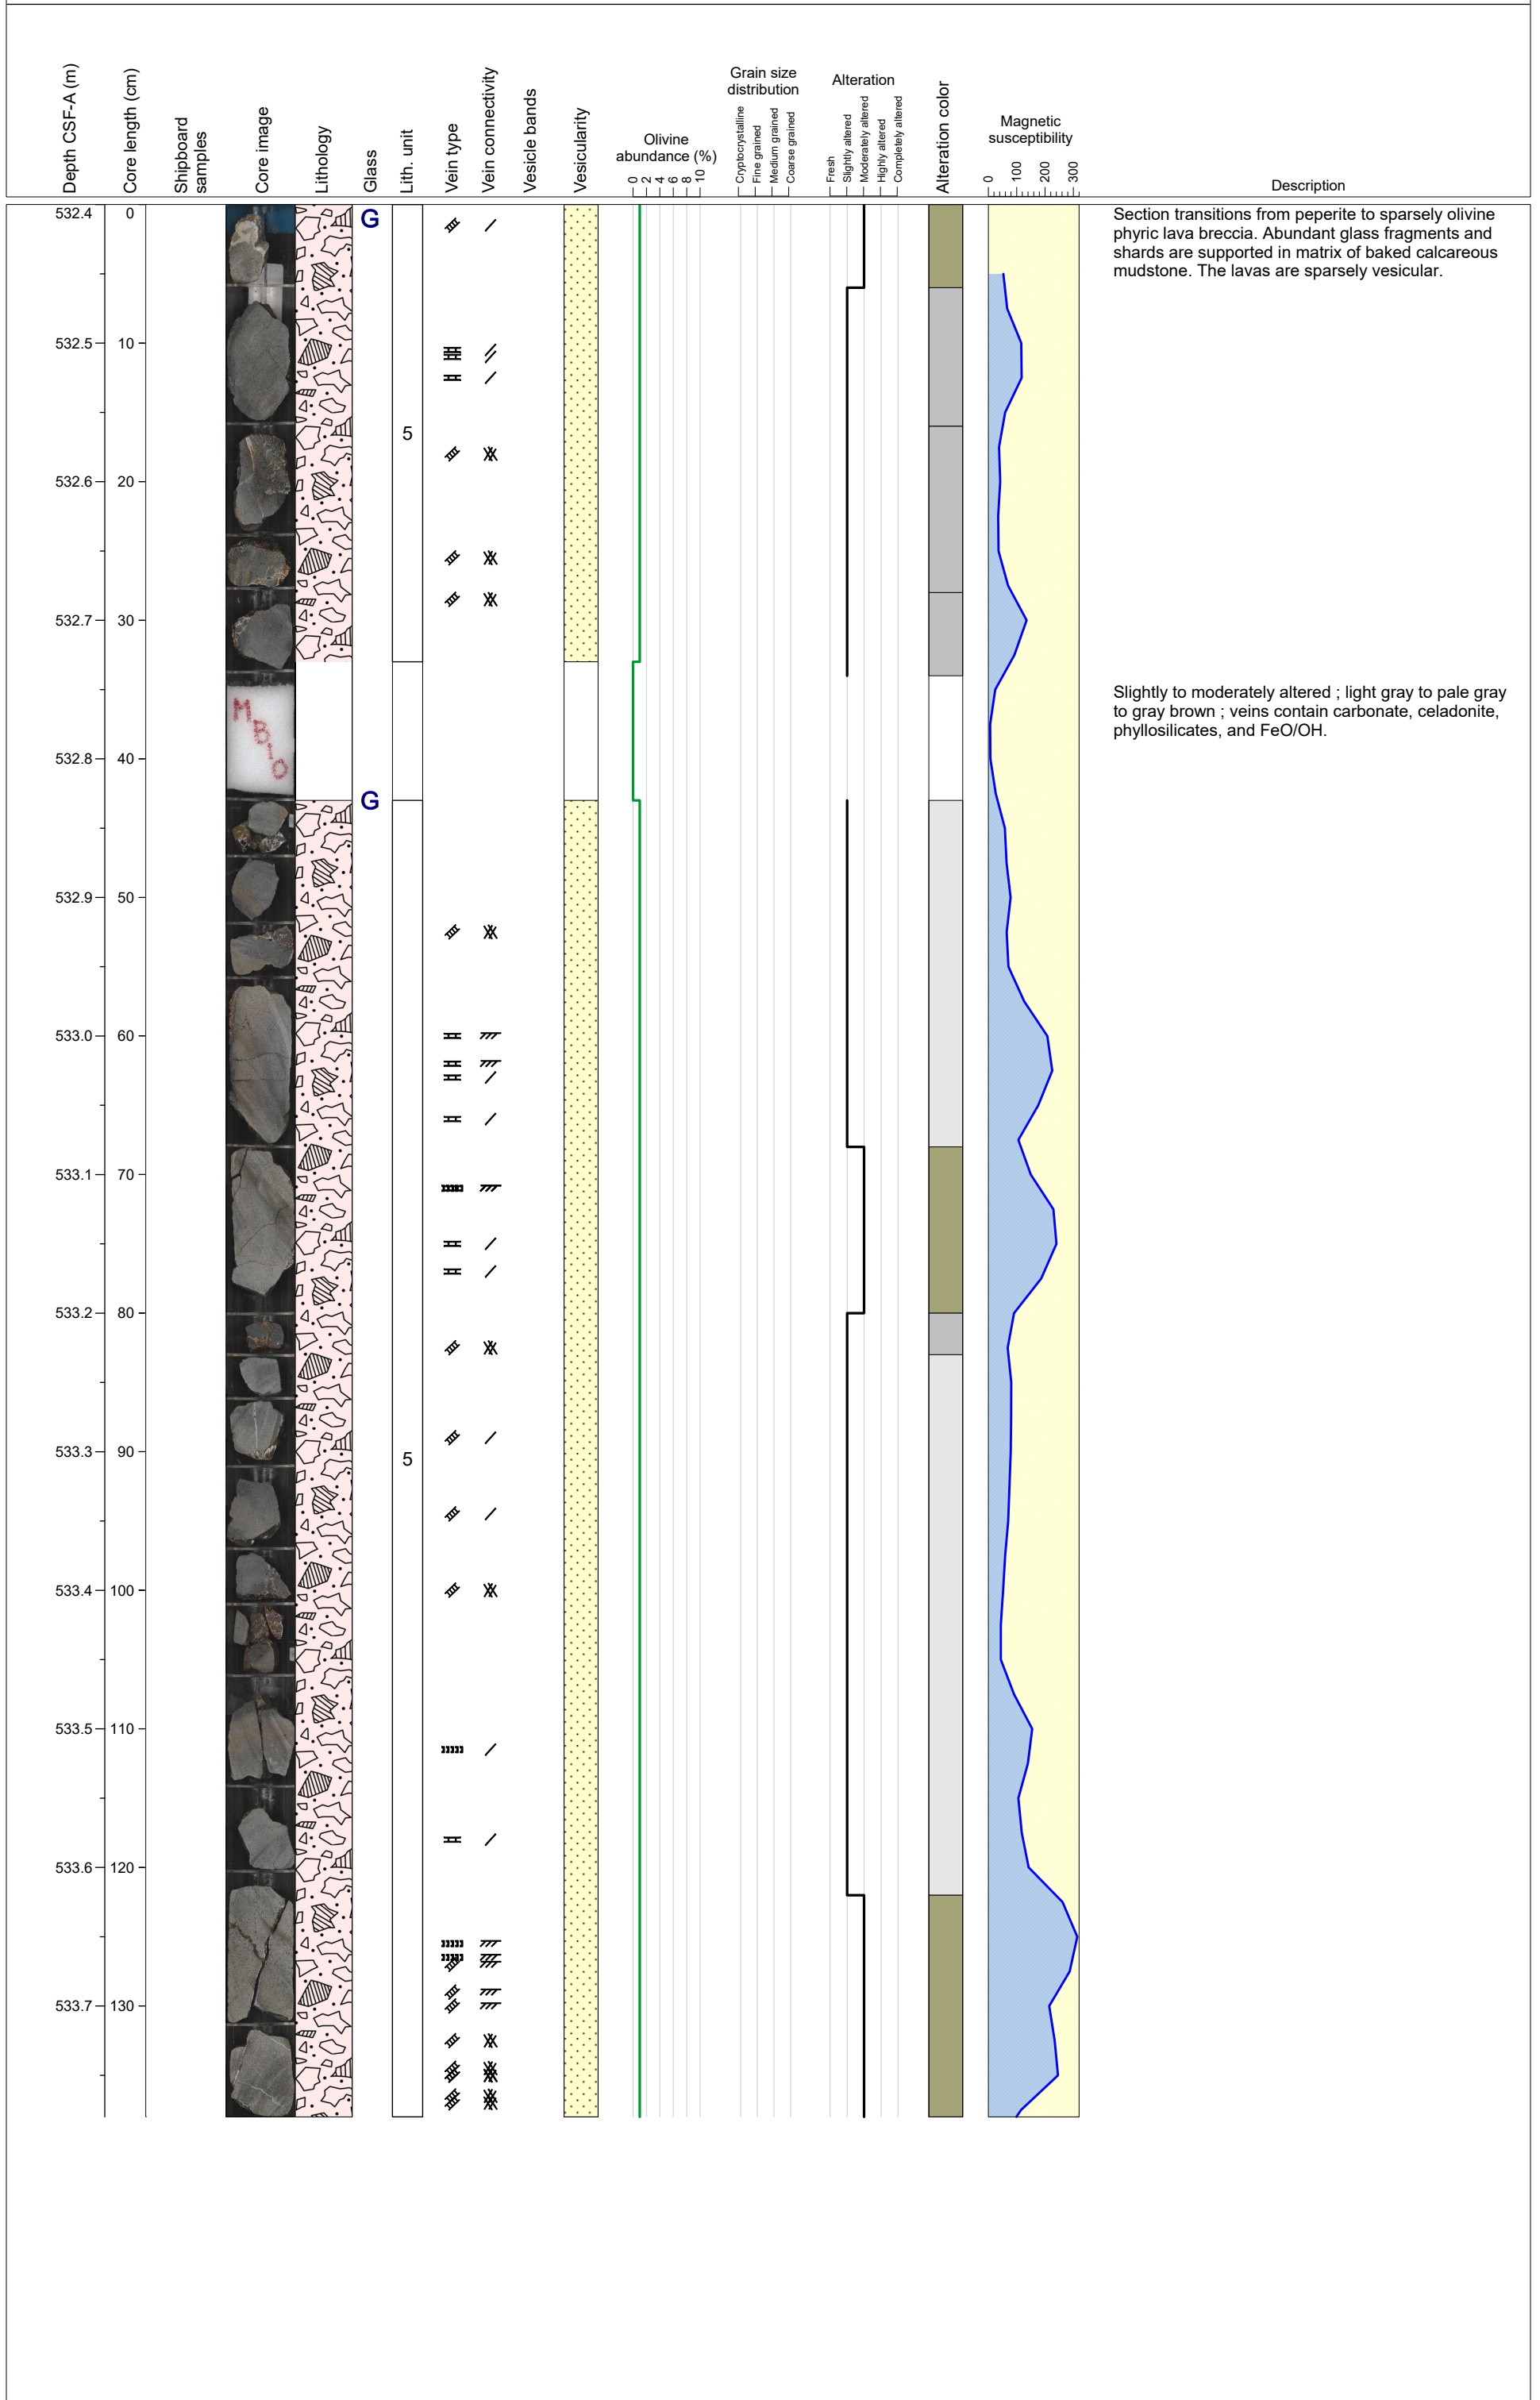 Depth CSF-A (m)
Core length (cm)
Shipboard
samples
Core image
Lithology
Glass
Lith. unit
Vein type
Vein connectivity
Vesicle bands
Vesicularity
Olivine
abundance (%)
0 2 4 6 8 10
Grain size
distribution
Cryptocrystalline
Fine grained
Medium grained
Coarse grained
Alteration
Fresh
Slightly altered
Moderately altered
Highly altered
Completely altered
Alteration color
Magnetic
susceptibility
0 100 200 300
Description
532.4 0 G
Section transitions from peperite to sparsely olivine
phyric lava breccia. Abundant glass fragments and
shards are supported in matrix of baked calcareous
mudstone. The lavas are sparsely vesicular.
532.5 10
5
532.6 20
532.7 30
Slightly to moderately altered ; light gray to pale gray
to gray brown ; veins contain carbonate, celadonite,
phyllosilicates, and FeO/OH.
MBIO
532.8 40
G
532.9 50
533.0 60
533.1 70
533.2 80
533.3 90
5
533.4 100
533.5 110
533.6 120
533.7 130